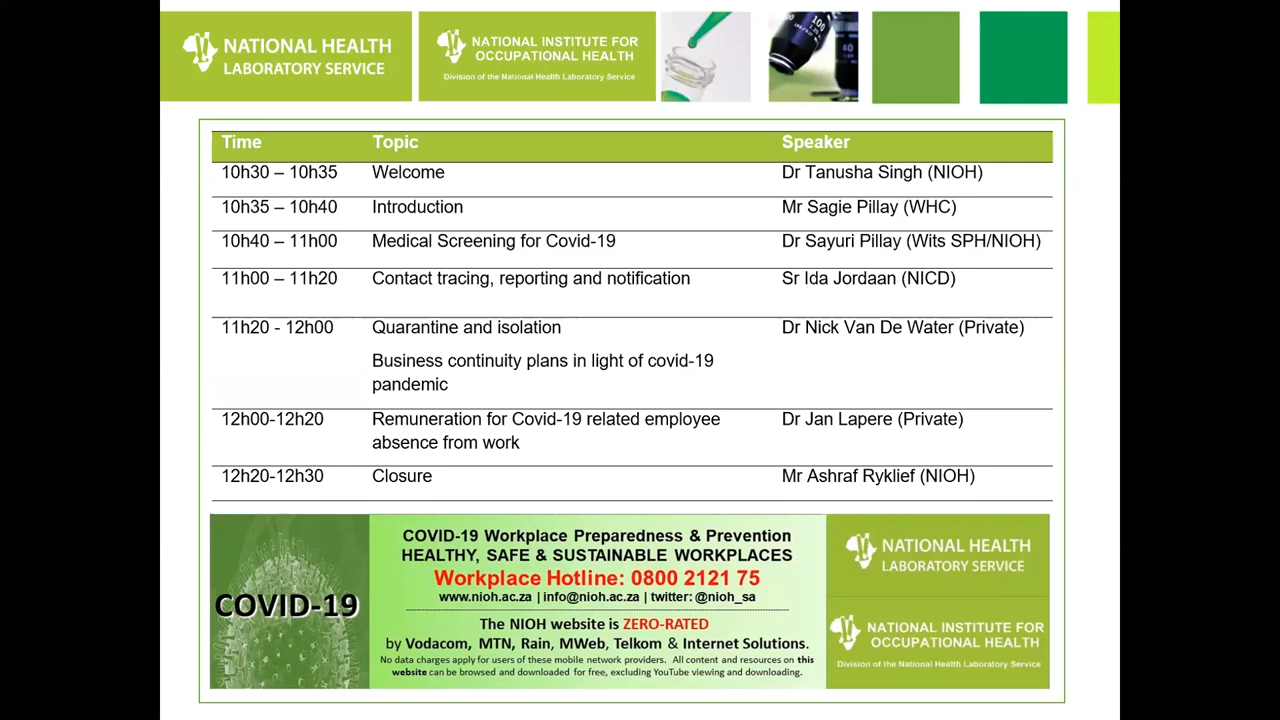 NATIONAL HEALTH
LABORATORY SERVICE
NATIONAL INSTITUTE FOR
OCCUPATIONAL HEALTH
Division of the National Health Laboratory Service
100
40
Time Topic Speaker
10h30 – 10h35 Welcome Dr Tanusha Singh (NIOH)
10h35 – 10h40 Introduction Mr Sagie Pillay (WHC)
10h40 – 11h00 Medical Screening for Covid-19 Dr Sayuri Pillay (Wits SPH/NIOH)
11h00 – 11h20 Contact tracing, reporting and notification Sr Ida Jordaan (NICD)
11h20 - 12h00 Quarantine and isolation Dr Nick Van De Water (Private)
Business continuity plans in light of covid-19
pandemic
12h00-12h20 Remuneration for Covid-19 related employee Dr Jan Lapere (Private)
absence from work
12h20-12h30 Closure Mr Ashraf Ryklief (NIOH)
COVID-19
COVID-19 Workplace Preparedness & Prevention
HEALTHY, SAFE & SUSTAINABLE WORKPLACES
Workplace Hotline: 0800 2121 75
www.nioh.ac.za | info@nioh.ac.za | twitter: @nioh_sa
The NIOH website is ZERO-RATED
by Vodacom, MTN, Rain, MWeb, Telkom & Internet Solutions.
No data charges apply for users of these mobile network providers. All content and resources on this
website can be browsed and downloaded for free, excluding YouTube viewing and downloading.
NATIONAL HEALTH
LABORATORY SERVICE
NATIONAL INSTITUTE FOR
OCCUPATIONAL HEALTH
Division of the National Health Laboratory Service